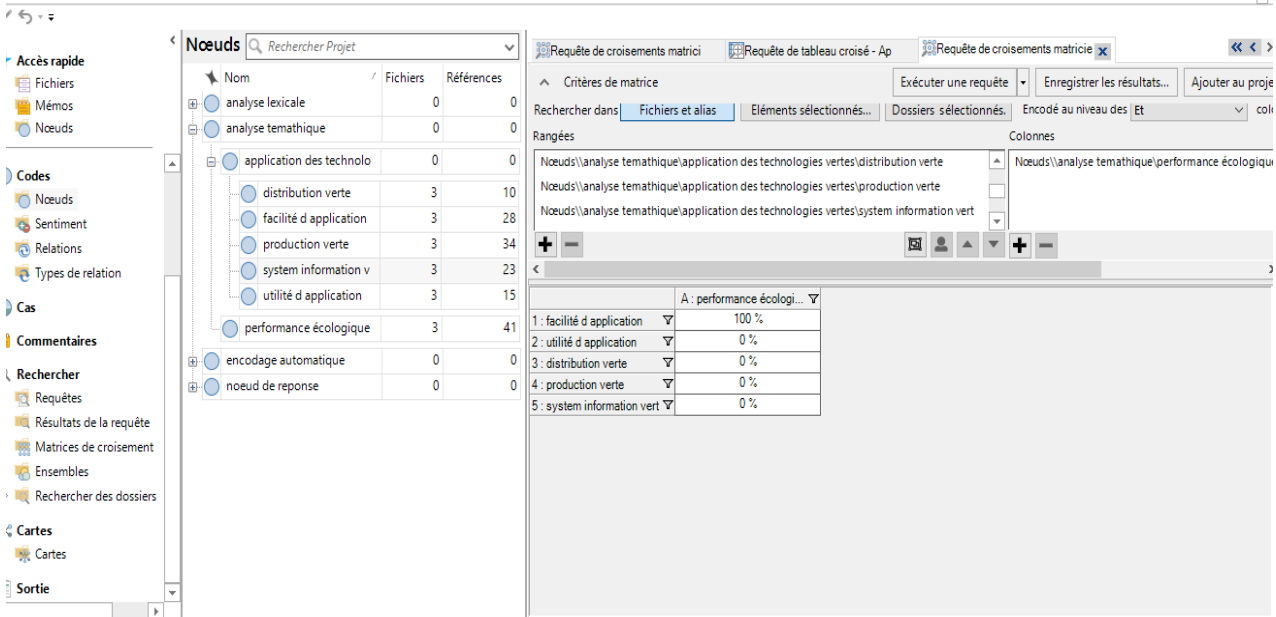 Accès rapide
Fichiers
Mémos
Nœuds
Codes
Nœuds
Sentiment
Relations
Types de relation
Cas
Commentaires
Rechercher
Requêtes
Résultats de la requête
Matrices de croisement
Ensembles
Rechercher des dossiers
Cartes
Cartes
Sortie
Nœuds Rechercher Projet
Nom Fichiers Références
analyse lexicale 0 0
analyse temathique 0 0
application des technolo 0 0
distribution verte 3 10
facilité d application 3 28
production verte 3 34
system information v 3 23
utilité d application 3 15
performance écologique 3 41
encodage automatique 0 0
noeud de reponse 0 0
Requête de croisements matrici Requête de tableau croisé - Ap Requête de croisements matricie
Critères de matrice Exécuter une requête Enregistrer les résultats... Ajouter au proje
Rechercher dans Fichiers et alias Eléments sélectionnés... Dossiers sélectionnés. Encodé au niveau des Et colo
Rangées Colonnes
Nœuds\\analyse temathique\application des technologies vertes\distribution verte Nœuds\\analyse temathique\performance écologique
Nœuds\\analyse temathique\application des technologies vertes\production verte
Nœuds\\analyse temathique\application des technologies vertes\system information vert
A : performance écologi...
1 : facilité d application 100 %
2 : utilité d application 0 %
3 : distribution verte 0 %
4 : production verte 0 %
5 : system information vert 0 %